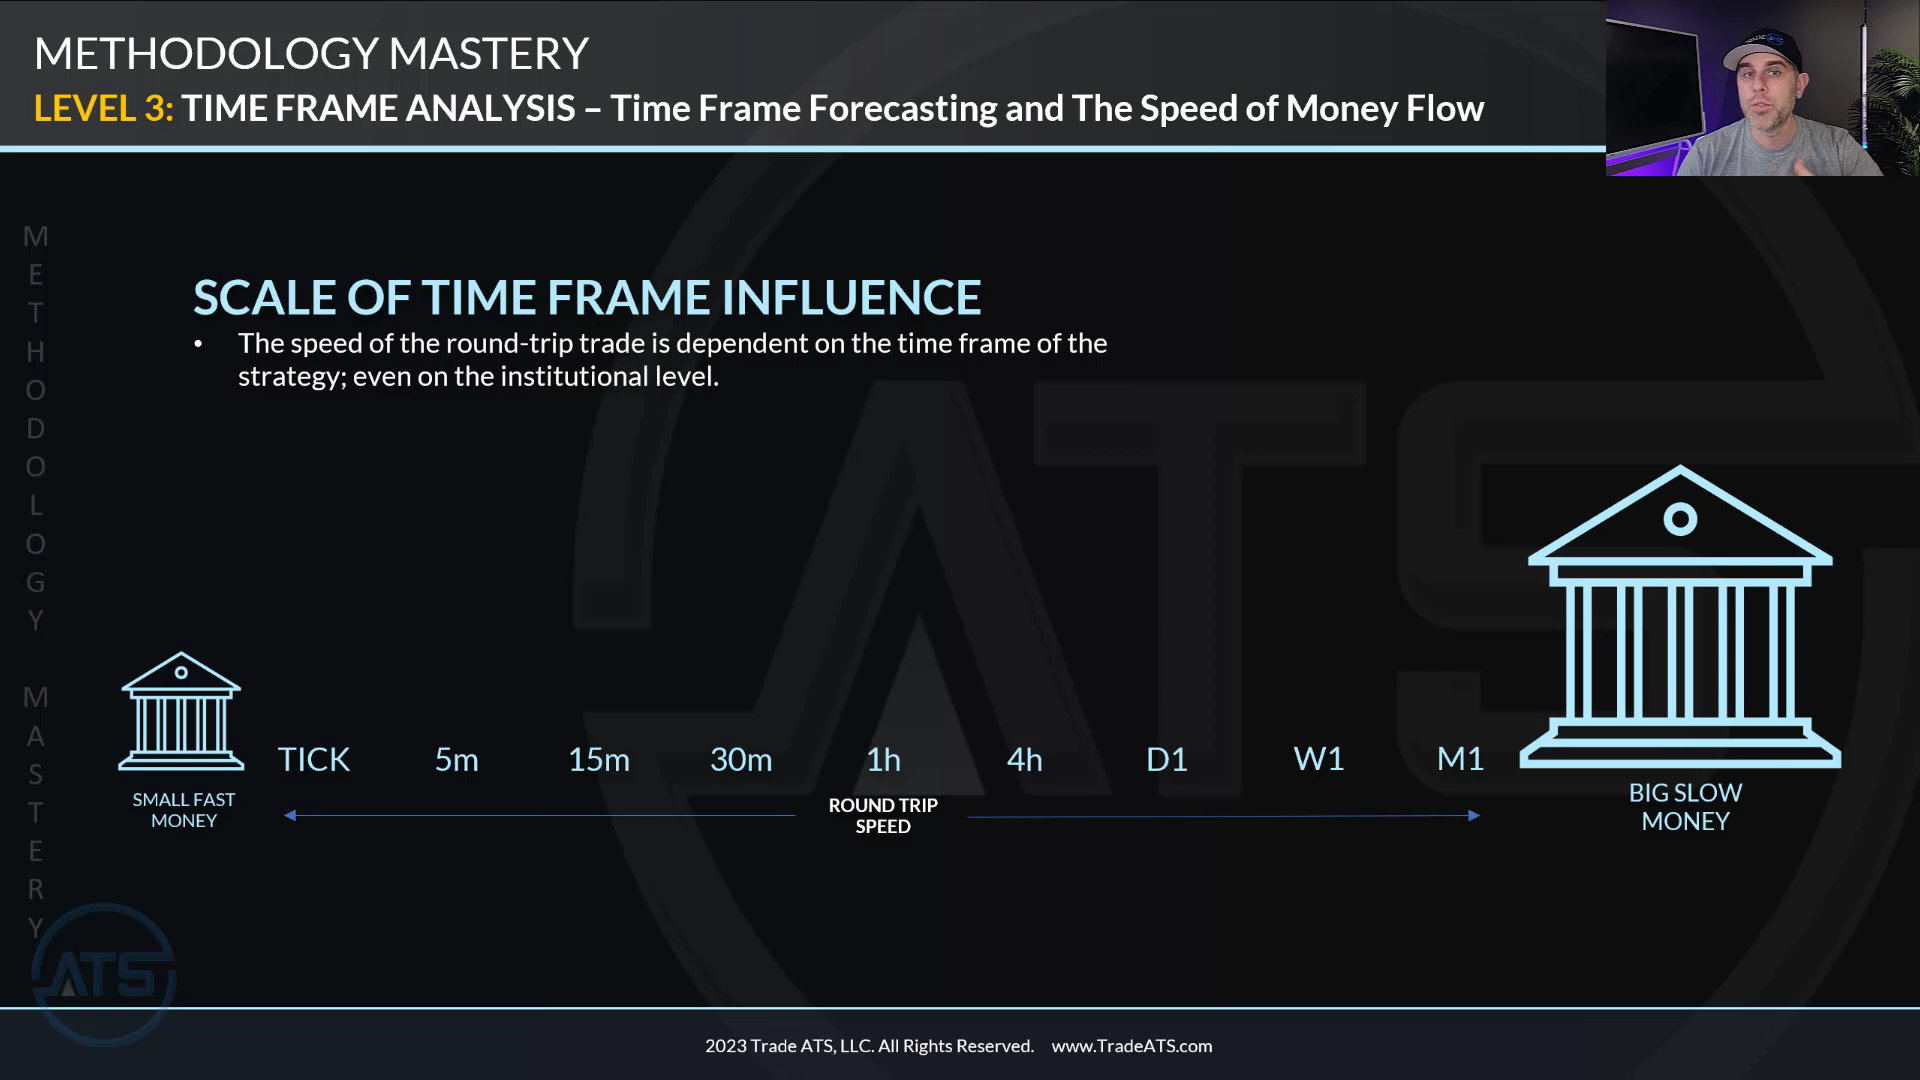 METHODOLOGY MASTERY
LEVEL 3: TIME FRAME ANALYSIS – Time Frame Forecasting and The Speed of Money Flow
METHODOLOGY MASTERY
SCALE OF TIME FRAME INFLUENCE
• The speed of the round-trip trade is dependent on the time frame of the
strategy; even on the institutional level.
TICK 5m 15m 30m 1h 4h D1 W1 M1
SMALL FAST
MONEY
ROUND TRIP
SPEED
BIG SLOW
MONEY
ATS
ATS
2023 Trade ATS, LLC. All Rights Reserved. www.TradeATS.com